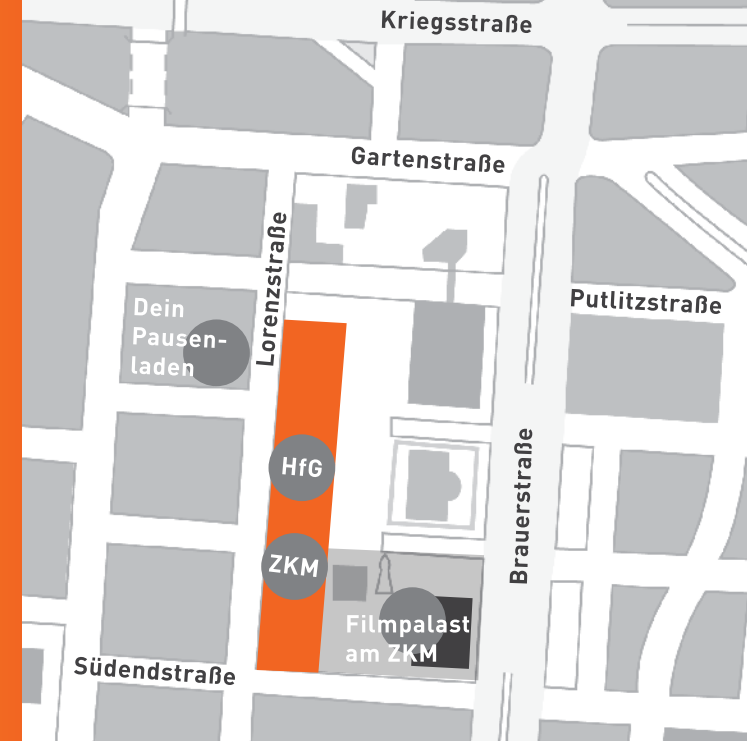 Kriegsstraße
Gartenstraße
Lorenzstraße
Putlitzstraße
Dein
Pausen-
laden
HfG
Brauerstraße
ZKM
Filmpalast
am ZKM
Südendstraße